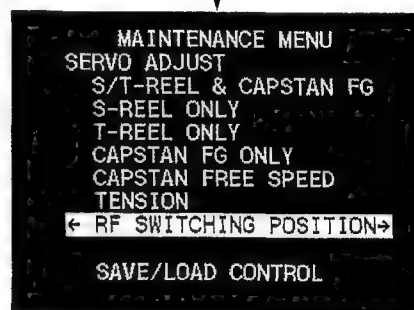 MAINTENANCE MENU
SERVO ADJUST
S/T-REEL & CAPSTAN FG
S-REEL ONLY
T-REEL ONLY
CAPSTAN FG ONLY
CAPSTAN FREE SPEED
TENSION
← RF SWITCHING POSITION→
SAVE/LOAD CONTROL